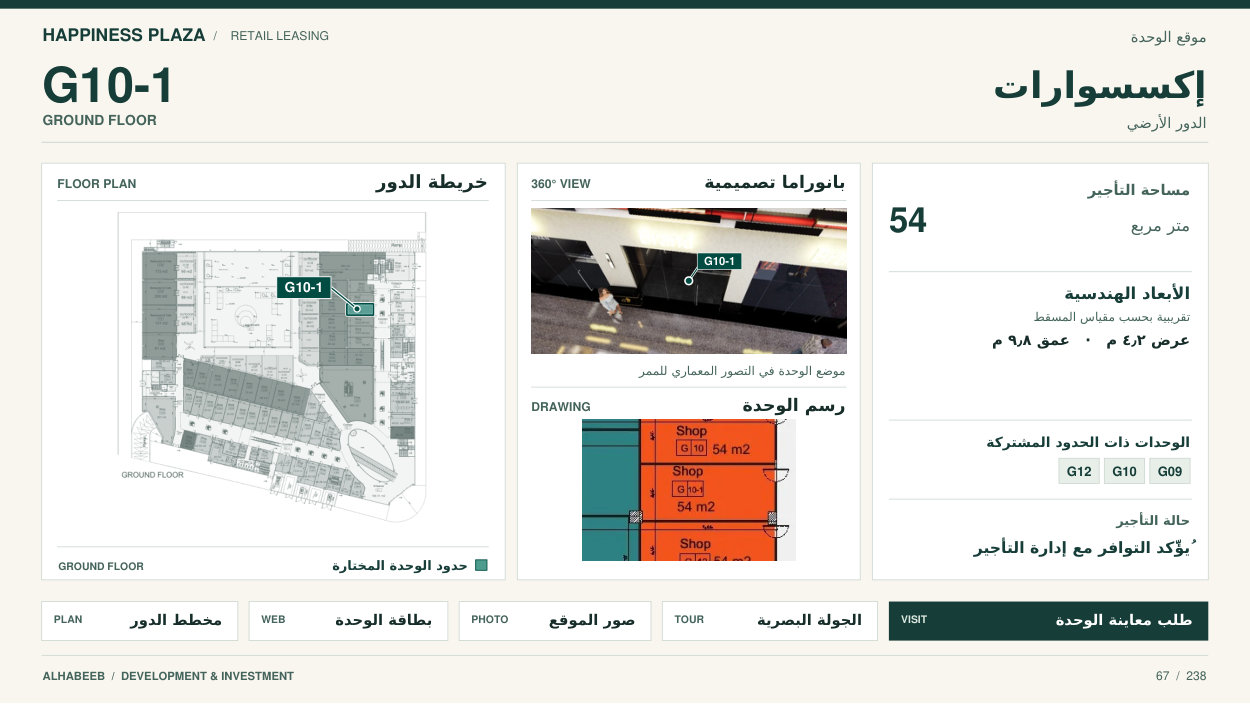 HAPPINESS PLAZA / RETAIL LEASING
موقع الوحدة
G10-1
إكسسوارات
GROUND FLOOR
الدور الأرضي
FLOOR PLAN
خريطة الدور
G10-1
GROUND FLOOR
GROUND FLOOR
حدود الوحدة المختارة
360° VIEW
بانوراما تصميمية
G10-1
موضع الوحدة في التصور المعماري للممر
DRAWING
رسم الوحدة
Shop
G 10 54 m2
Shop
G 10-1
54 m2
مساحة التأجير
54
متر مربع
الأبعاد الهندسية
تقريبية بحسب مقياس المسقط
عرض ٤٫٢ م · عمق ٩٫٨ م
الوحدات ذات الحدود المشتركة
G12 G10 G09
حالة التأجير
يؤّكد التوافر مع إدارة التأجير
PLAN
مخطط الدور
WEB
بطاقة الوحدة
PHOTO
صور الموقع
TOUR
الجولة البصرية
VISIT
طلب معاينة الوحدة
ALHABEEB / DEVELOPMENT & INVESTMENT
67 / 238